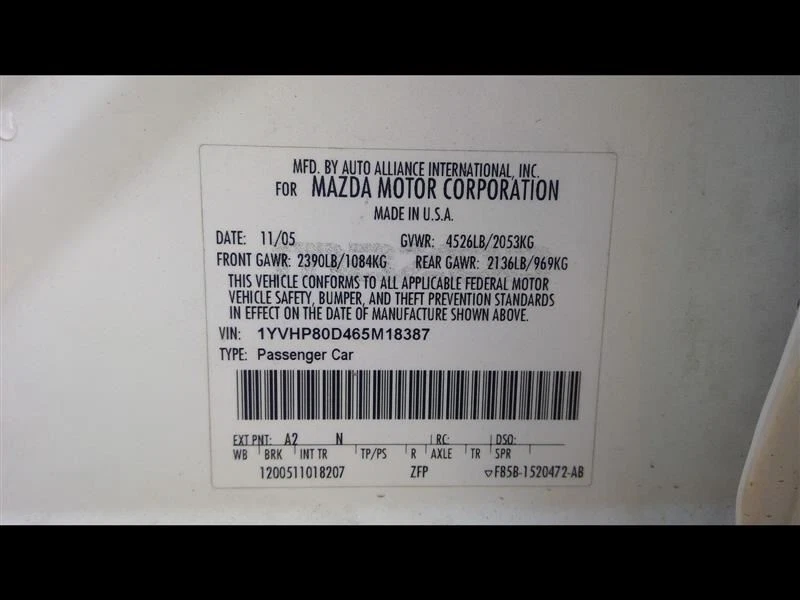 MFD. BY AUTO ALLIANCE INTERNATIONAL, INC.
FOR MAZDA MOTOR CORPORATION
MADE IN U.S.A.
DATE: 11/05 GVWR: 4526LB/2053KG
FRONT GAWR: 2390LB/1084KG REAR GAWR: 2136LB/969KG
THIS VEHICLE CONFORMS TO ALL APPLICABLE FEDERAL MOTOR
VEHICLE SAFETY, BUMPER, AND THEFT PREVENTION STANDARDS
IN EFFECT ON THE DATE OF MANUFACTURE SHOWN ABOVE.
VIN: 1YVHP80D465M18387
TYPE: Passenger Car
EXT PNT: A2 N RC: DSO:
WB BRK INT TR TP/PS R AXLE TR SPR
1200511018207 ZFP ▽F85B-1520472-AB